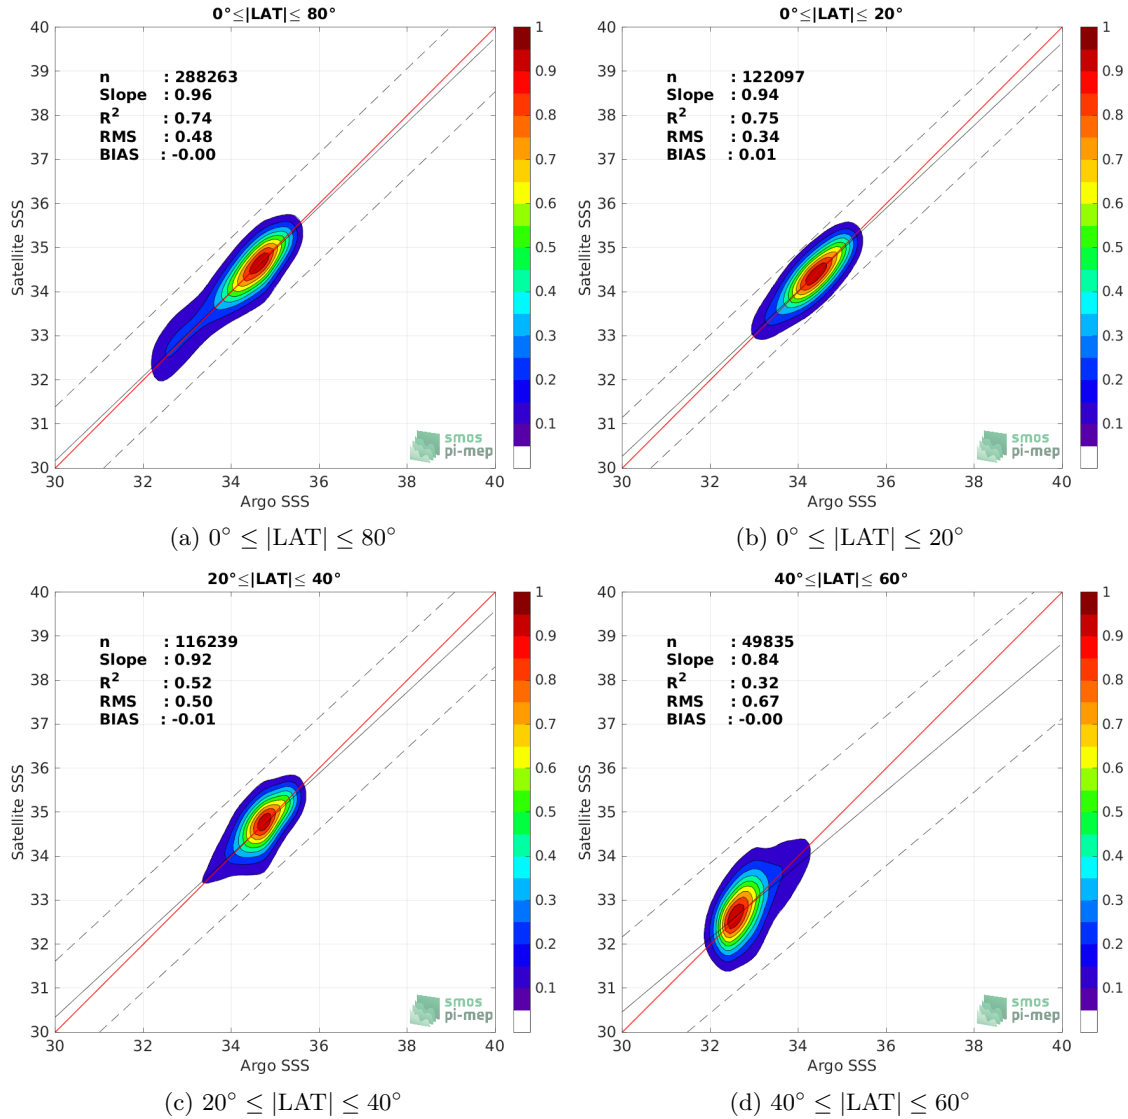 0°≤|LAT|≤ 80°
n : 288263
Slope : 0.96
R² : 0.74
RMS : 0.48
BIAS : -0.00
Satellite SSS
40
39
38
37
36
35
34
33
32
31
30
30 32 34 36 38 40
Argo SSS
1
0.9
0.8
0.7
0.6
0.5
0.4
0.3
0.2
0.1
smos
pi-mep
(a) 0° ≤ |LAT| ≤ 80°
0°≤|LAT|≤ 20°
n : 122097
Slope : 0.94
R² : 0.75
RMS : 0.34
BIAS : 0.01
Satellite SSS
40
39
38
37
36
35
34
33
32
31
30
30 32 34 36 38 40
Argo SSS
1
0.9
0.8
0.7
0.6
0.5
0.4
0.3
0.2
0.1
smos
pi-mep
(b) 0° ≤ |LAT| ≤ 20°
20°≤|LAT|≤ 40°
n : 116239
Slope : 0.92
R² : 0.52
RMS : 0.50
BIAS : -0.01
Satellite SSS
40
39
38
37
36
35
34
33
32
31
30
30 32 34 36 38 40
Argo SSS
1
0.9
0.8
0.7
0.6
0.5
0.4
0.3
0.2
0.1
smos
pi-mep
(c) 20° ≤ |LAT| ≤ 40°
40°≤|LAT|≤ 60°
n : 49835
Slope : 0.84
R² : 0.32
RMS : 0.67
BIAS : -0.00
Satellite SSS
40
39
38
37
36
35
34
33
32
31
30
30 32 34 36 38 40
Argo SSS
1
0.9
0.8
0.7
0.6
0.5
0.4
0.3
0.2
0.1
smos
pi-mep
(d) 40° ≤ |LAT| ≤ 60°